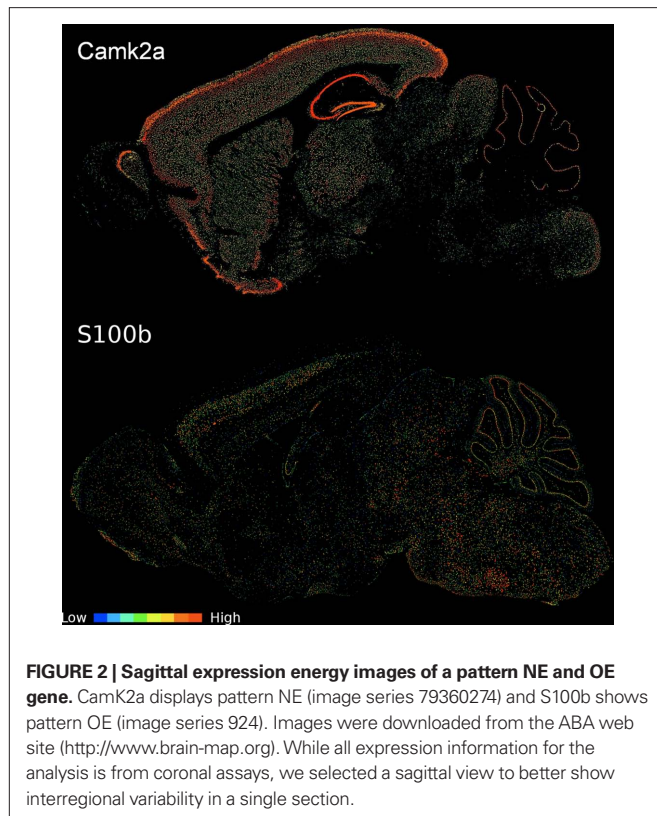 Camk2a
S100b
Low High
FIGURE 2 | Sagittal expression energy images of a pattern NE and OE
gene. CamK2a displays pattern NE (image series 79360274) and S100b shows
pattern OE (image series 924). Images were downloaded from the ABA web
site (http://www.brain-map.org). While all expression information for the
analysis is from coronal assays, we selected a sagittal view to better show
interregional variability in a single section.